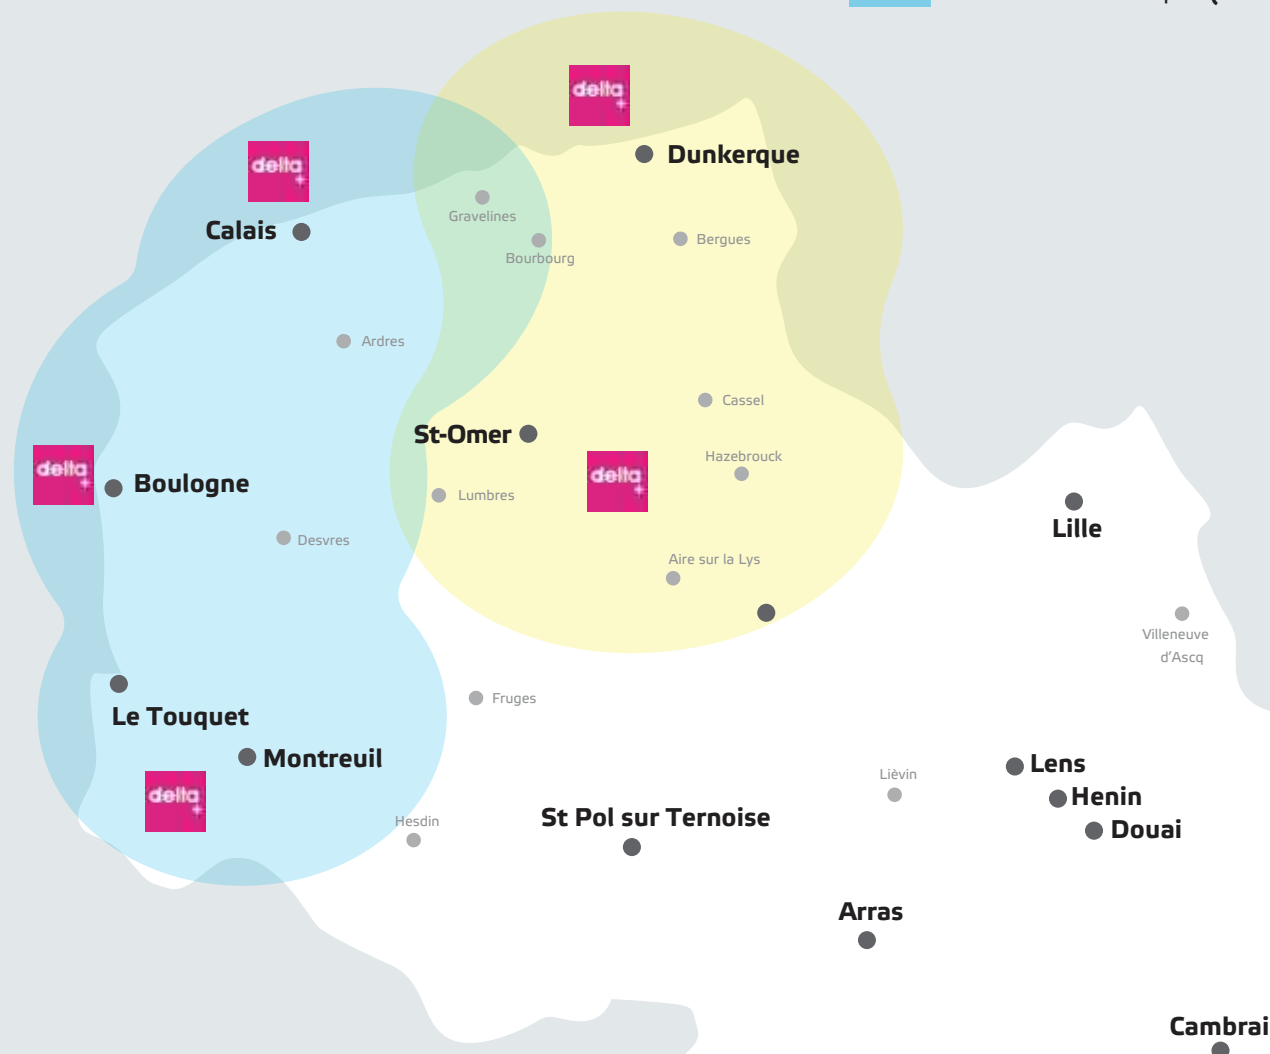 delta
+
Dunkerque
delta
+
Gravelines
Calais
Bergues
Bourbourg
Ardres
Cassel
St-Omer
Hazebrouck
delta
+
delta
+
Boulogne
Lumbres
Lille
Desvres
Aire sur la Lys
Villeneuve
d'Ascq
Fruges
Le Touquet
Montreuil
Lens
Lièvin
delta
+
Henin
Hesdin
St Pol sur Ternoise
Douai
Arras
Cambrai